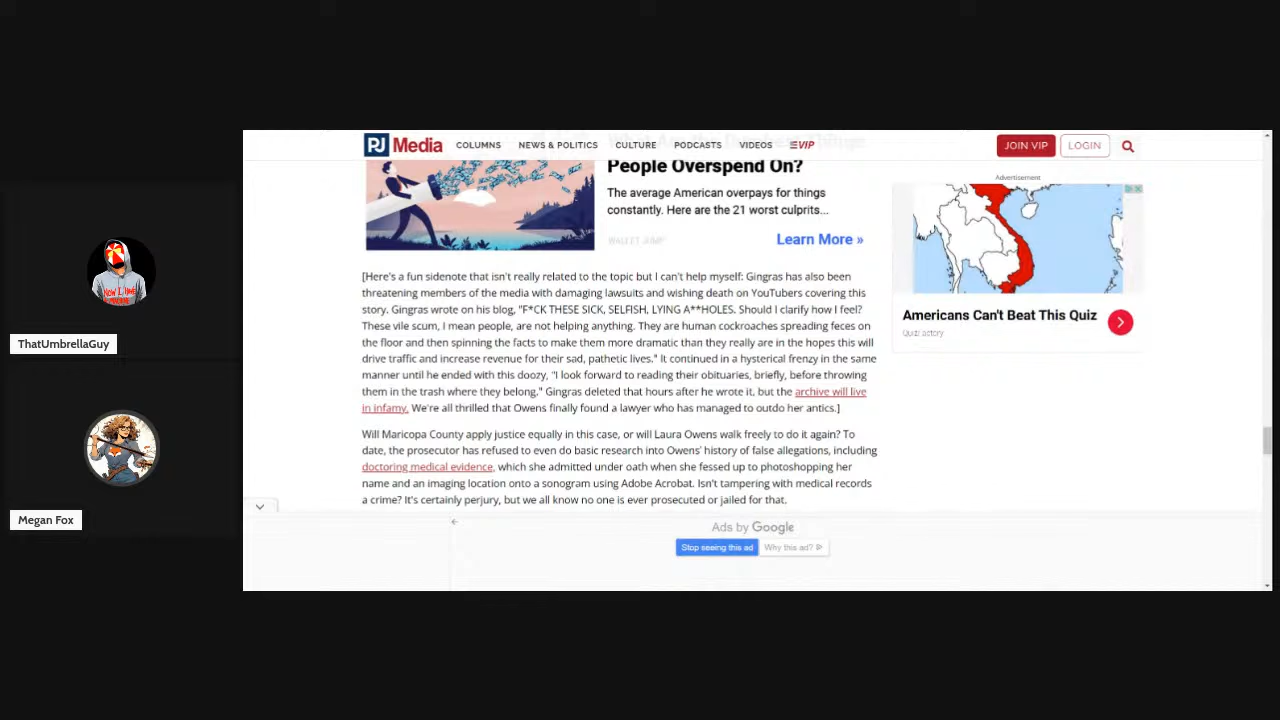 PJ Media COLUMNS NEWS & POLITICS CULTURE PODCASTS VIDEOS VIP JOIN VIP LOGIN
People Overspend On?
The average American overpays for things
constantly. Here are the 21 worst culprits...
WALLET JUMP Learn More »
Advertisement
Americans Can't Beat This Quiz
[Here's a fun sidenote that isn't really related to the topic but I can't help myself: Gingras has also been
threatening members of the media with damaging lawsuits and wishing death on YouTubers covering this
story. Gingras wrote on his blog, "F*CK THESE SICK, SELFISH, LYING A**HOLES. Should I clarify how I feel?
These vile scum, I mean people, are not helping anything. They are human cockroaches spreading feces on
the floor and then spinning the facts to make them more dramatic than they really are in the hopes this will
drive traffic and increase revenue for their sad, pathetic lives." It continued in a hysterical frenzy in the same
manner until he ended with this doozy, "I look forward to reading their obituaries, briefly, before throwing
them in the trash where they belong." Gingras deleted that hours after he wrote it, but the archive will live
in infamy. We're all thrilled that Owens finally found a lawyer who has managed to outdo her antics.]
Will Maricopa County apply justice equally in this case, or will Laura Owens walk freely to do it again? To
date, the prosecutor has refused to even do basic research into Owens' history of false allegations, including
doctoring medical evidence, which she admitted under oath when she fessed up to photoshopping her
name and an imaging location onto a sonogram using Adobe Acrobat. Isn't tampering with medical records
a crime? It's certainly perjury, but we all know no one is ever prosecuted or jailed for that.
Ads by Google
Stop seeing this ad Why this ad?
ThatUmbrellaGuy
Megan Fox